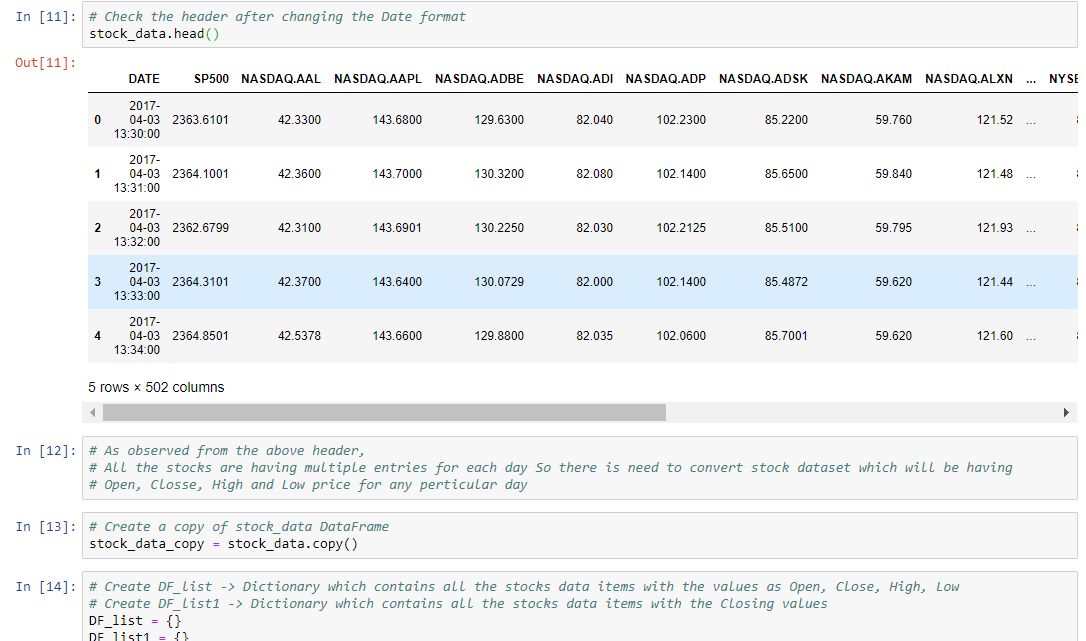 In [11]: # Check the header after changing the Date format
stock_data.head()
Out[11]:
DATE SP500 NASDAQ.AAL NASDAQ.AAPL NASDAQ.ADBE NASDAQ.ADI NASDAQ.ADP NASDAQ.ADSK NASDAQ.AKAM NASDAQ.ALXN ... NYSE
0 2017-04-03 13:30:00 2363.6101 42.3300 143.6800 129.6300 82.040 102.2300 85.2200 59.760 121.52 ...
1 2017-04-03 13:31:00 2364.1001 42.3600 143.7000 130.3200 82.080 102.1400 85.6500 59.840 121.48 ...
2 2017-04-03 13:32:00 2362.6799 42.3100 143.6901 130.2250 82.030 102.2125 85.5100 59.795 121.93 ...
3 2017-04-03 13:33:00 2364.3101 42.3700 143.6400 130.0729 82.000 102.1400 85.4872 59.620 121.44 ...
4 2017-04-03 13:34:00 2364.8501 42.5378 143.6600 129.8800 82.035 102.0600 85.7001 59.620 121.60 ...
5 rows × 502 columns
In [12]: # As observed from the above header,
# All the stocks are having multiple entries for each day So there is need to convert stock dataset which will be having
# Open, Closse, High and Low price for any perticular day
In [13]: # Create a copy of stock_data DataFrame
stock_data_copy = stock_data.copy()
In [14]: # Create DF_list -> Dictionary which contains all the stocks data items with the values as Open, Close, High, Low
# Create DF_list1 -> Dictionary which contains all the stocks data items with the Closing values
DF_list = {}
DF_list1 = {}